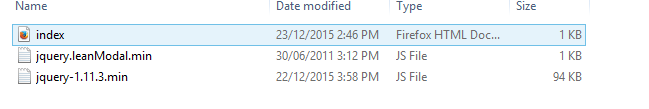 Name Date modified Type Size
index 23/12/2015 2:46 PM Firefox HTML Doc... 1 KB
jquery.leanModal.min 30/06/2011 3:12 PM JS File 1 KB
jquery-1.11.3.min 22/12/2015 3:58 PM JS File 94 KB